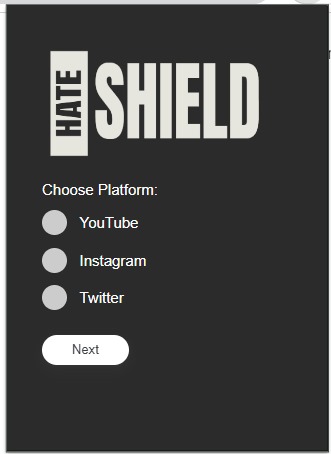 HATE
SHIELD
Choose Platform:
YouTube
Instagram
Twitter
Next